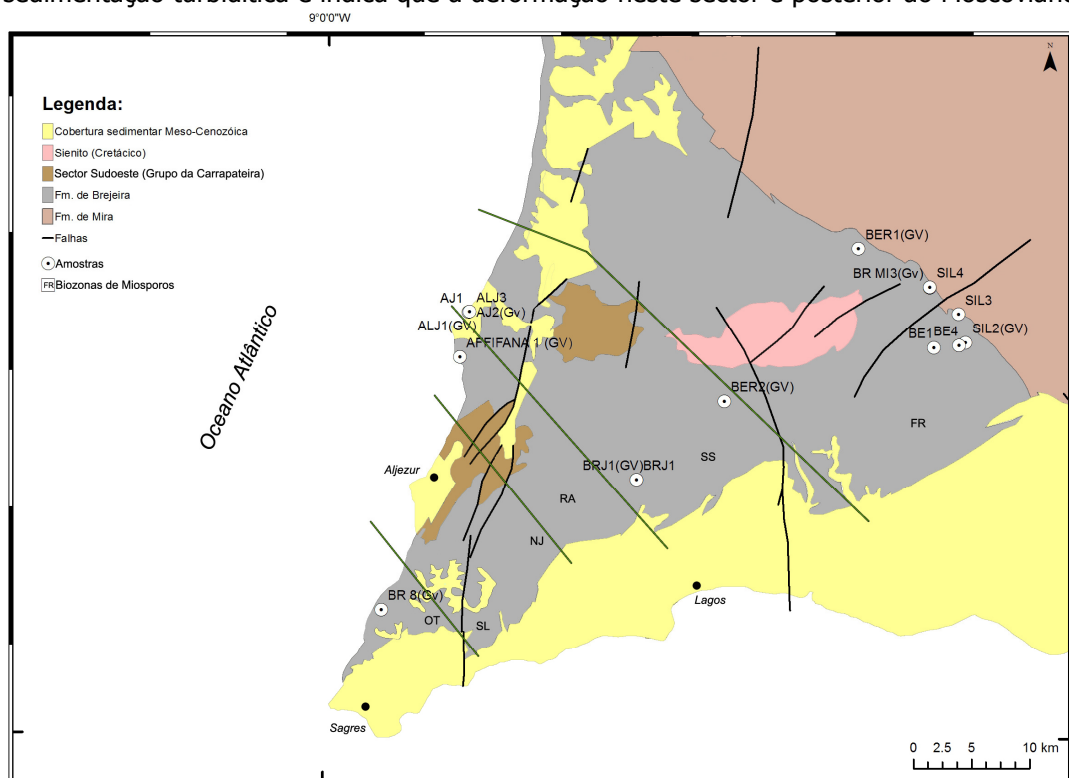 sedimentação turbidítica e indica que a deformação neste sector é posterior ao Moscoviano
9°0'0"W
N
Legenda:
Cobertura sedimentar Meso-Cenozóica
Sienito (Cretácico)
Sector Sudoeste (Grupo da Carrapateira)
Fm. de Brejeira
Fm. de Mira
Falhas
Amostras
FR Biozonas de Miosporos
BER1(GV)
BR MI3(Gv) SIL4
SIL3
SIL2(GV)
BE1 BE4
AJ1 ALJ3
AJ2(Gv)
ALJ1(GV)
AFFIFANA 1 (GV)
Oceano Atlântico
BER2(GV)
FR
SS
BRJ1(GV)BRJ1
Aljezur
RA
NJ
BR 8(Gv)
OT
SL
Lagos
Sagres
0 2.5 5 10 km